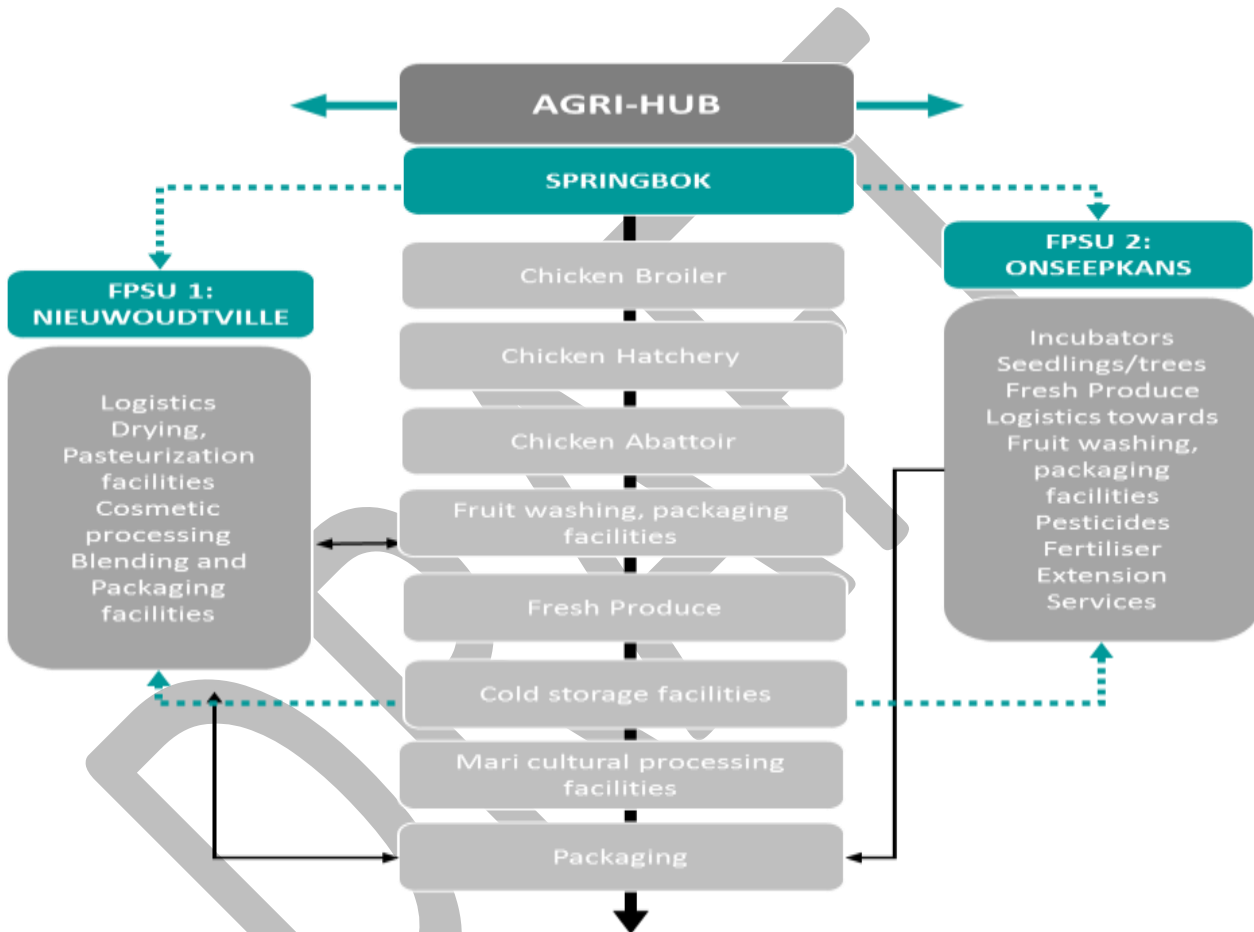 AGRI-HUB
SPRINGBOK
FPSU 1:
NIEUWOUDTVILLE
Logistics
Drying,
Pasteurization
facilities
Cosmetic
processing
Blending and
Packaging
facilities
Chicken Broiler
Chicken Hatchery
Chicken Abattoir
Fruit washing, packaging
facilities
Fresh Produce
Cold storage facilities
Mari cultural processing
facilities
Packaging
FPSU 2:
ONSEEPKANS
Incubators
Seedlings/trees
Fresh Produce
Logistics towards
Fruit washing,
packaging
facilities
Pesticides
Fertiliser
Extension
Services